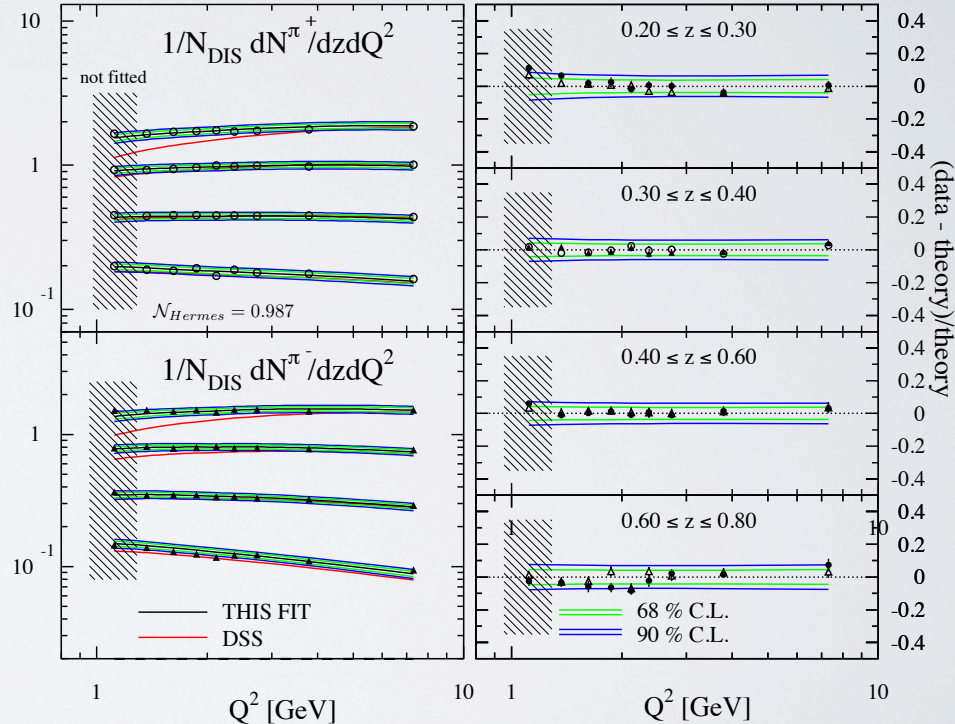 10
1/N_DIS dN^π^+/dzdQ^2
not fitted
1
10^-1
N_Hermes = 0.987
1/N_DIS dN^π^-/dzdQ^2
1
10^-1
THIS FIT
DSS
1
10
Q^2 [GeV]
0.20 ≤ z ≤ 0.30
0.4
0.2
0
-0.2
-0.4
0.30 ≤ z ≤ 0.40
0.4
0.2
0
-0.2
-0.4
0.40 ≤ z ≤ 0.60
0.4
0.2
0
-0.2
-0.4
1
10
0.60 ≤ z ≤ 0.80
0.4
0.2
0
-0.2
-0.4
68 % C.L.
90 % C.L.
1
10
Q^2 [GeV]
(data - theory)/theory